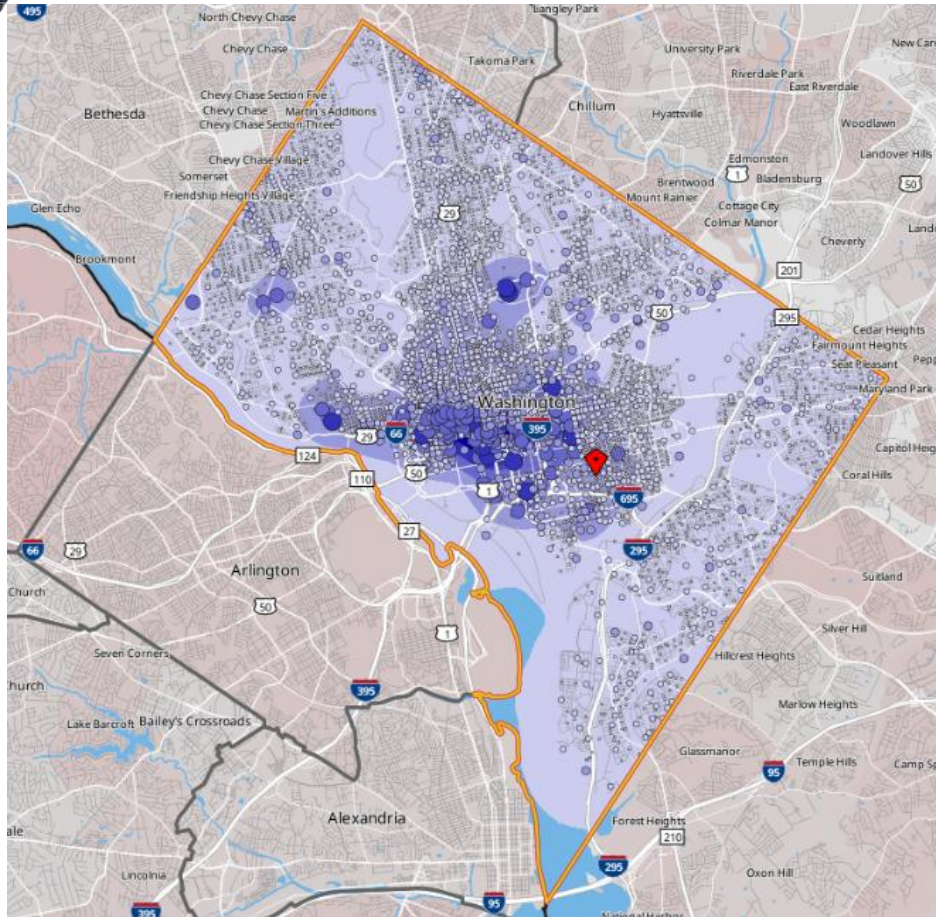 495
North Chevy Chase
Langley Park
Chevy Chase
Takoma Park
University Park
New Car
Riverdale Park
East Riverdale
Chevy Chase Section Five
Bethesda
Chevy Chase
Martin's Additions
Chillum
Chevy Chase Section Three
Hyattsville
Woodlawn
Chevy Chase Village
Edmonston
Landover Hills
Somerset
1
Bladensburg
50
Friendship Heights Village
Brentwood
Mount Rainier
Cottage City
Glen Echo
29
Colmar Manor
Brookmont
Cheverly
201
50
295
Cedar Heights
Fairmount Heights
Seat Pleasant
Maryland Park
Washington
29
66
395
124
50
Capitol Heig
110
1
695
Coral Hills
27
66
29
295
Arlington
Suitland
Church
50
1
Silver Hill
Seven Corners
Hillcrest Heights
395
Church
Marlow Heights
Lake Barcroft
Bailey's Crossroads
Glassmanor
Temple Hills
Camp Sp
95
Alexandria
Forest Heights
210
ale
295
Lincolnia
Oxon Hill
95
395
National Harbor